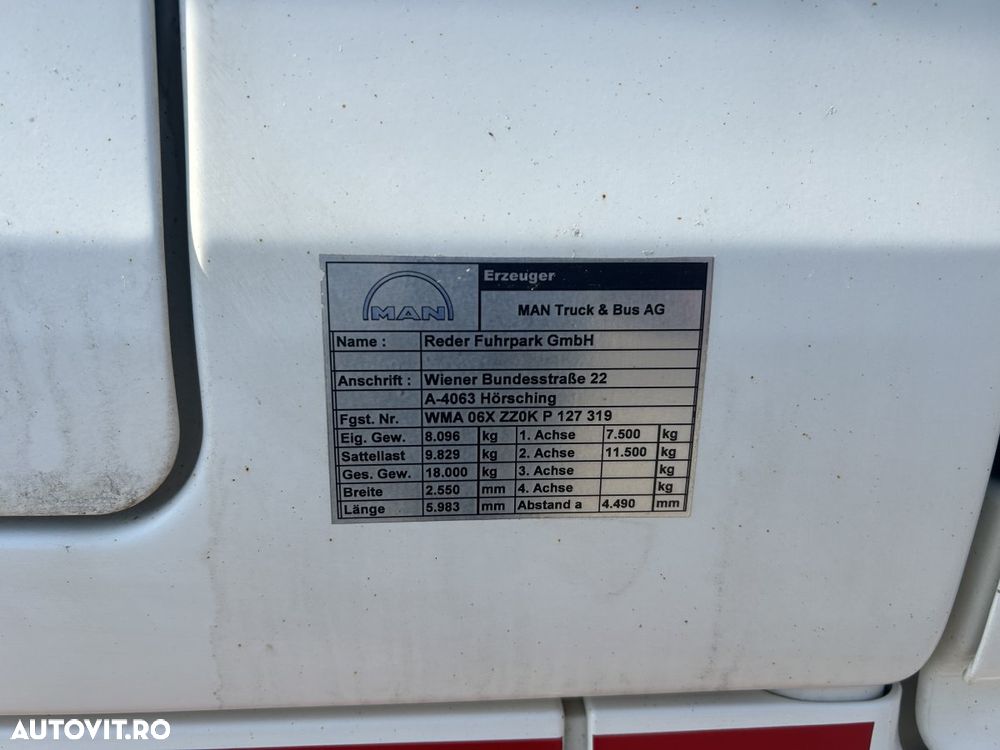 MAN
Erzeuger
MAN Truck & Bus AG
Name : Reder Fuhrpark GmbH
Anschrift : Wiener Bundesstraße 22
A-4063 Hörsching
Fgst. Nr. WMA 06X ZZ0K P 127 319
Eig. Gew. 8.096 kg 1. Achse 7.500 kg
Sattellast 9.829 kg 2. Achse 11.500 kg
Ges. Gew. 18.000 kg 3. Achse kg
Breite 2.550 mm 4. Achse kg
Länge 5.983 mm Abstand a 4.490 mm
AUTOVIT.RO